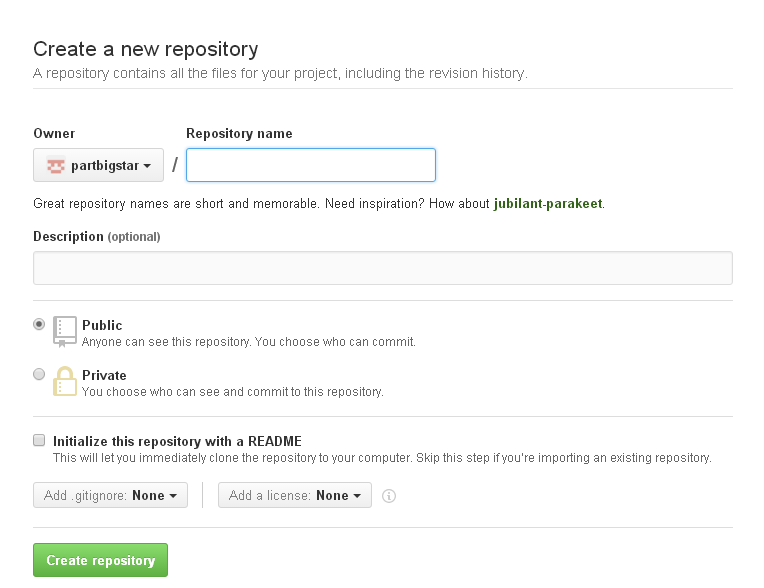 Create a new repository
A repository contains all the files for your project, including the revision history.
Owner Repository name
partbigstar /
Great repository names are short and memorable. Need inspiration? How about jubilant-parakeet.
Description (optional)
Public
Anyone can see this repository. You choose who can commit.
Private
You choose who can see and commit to this repository.
Initialize this repository with a README
This will let you immediately clone the repository to your computer. Skip this step if you're importing an existing repository.
Add .gitignore: None Add a license: None
Create repository